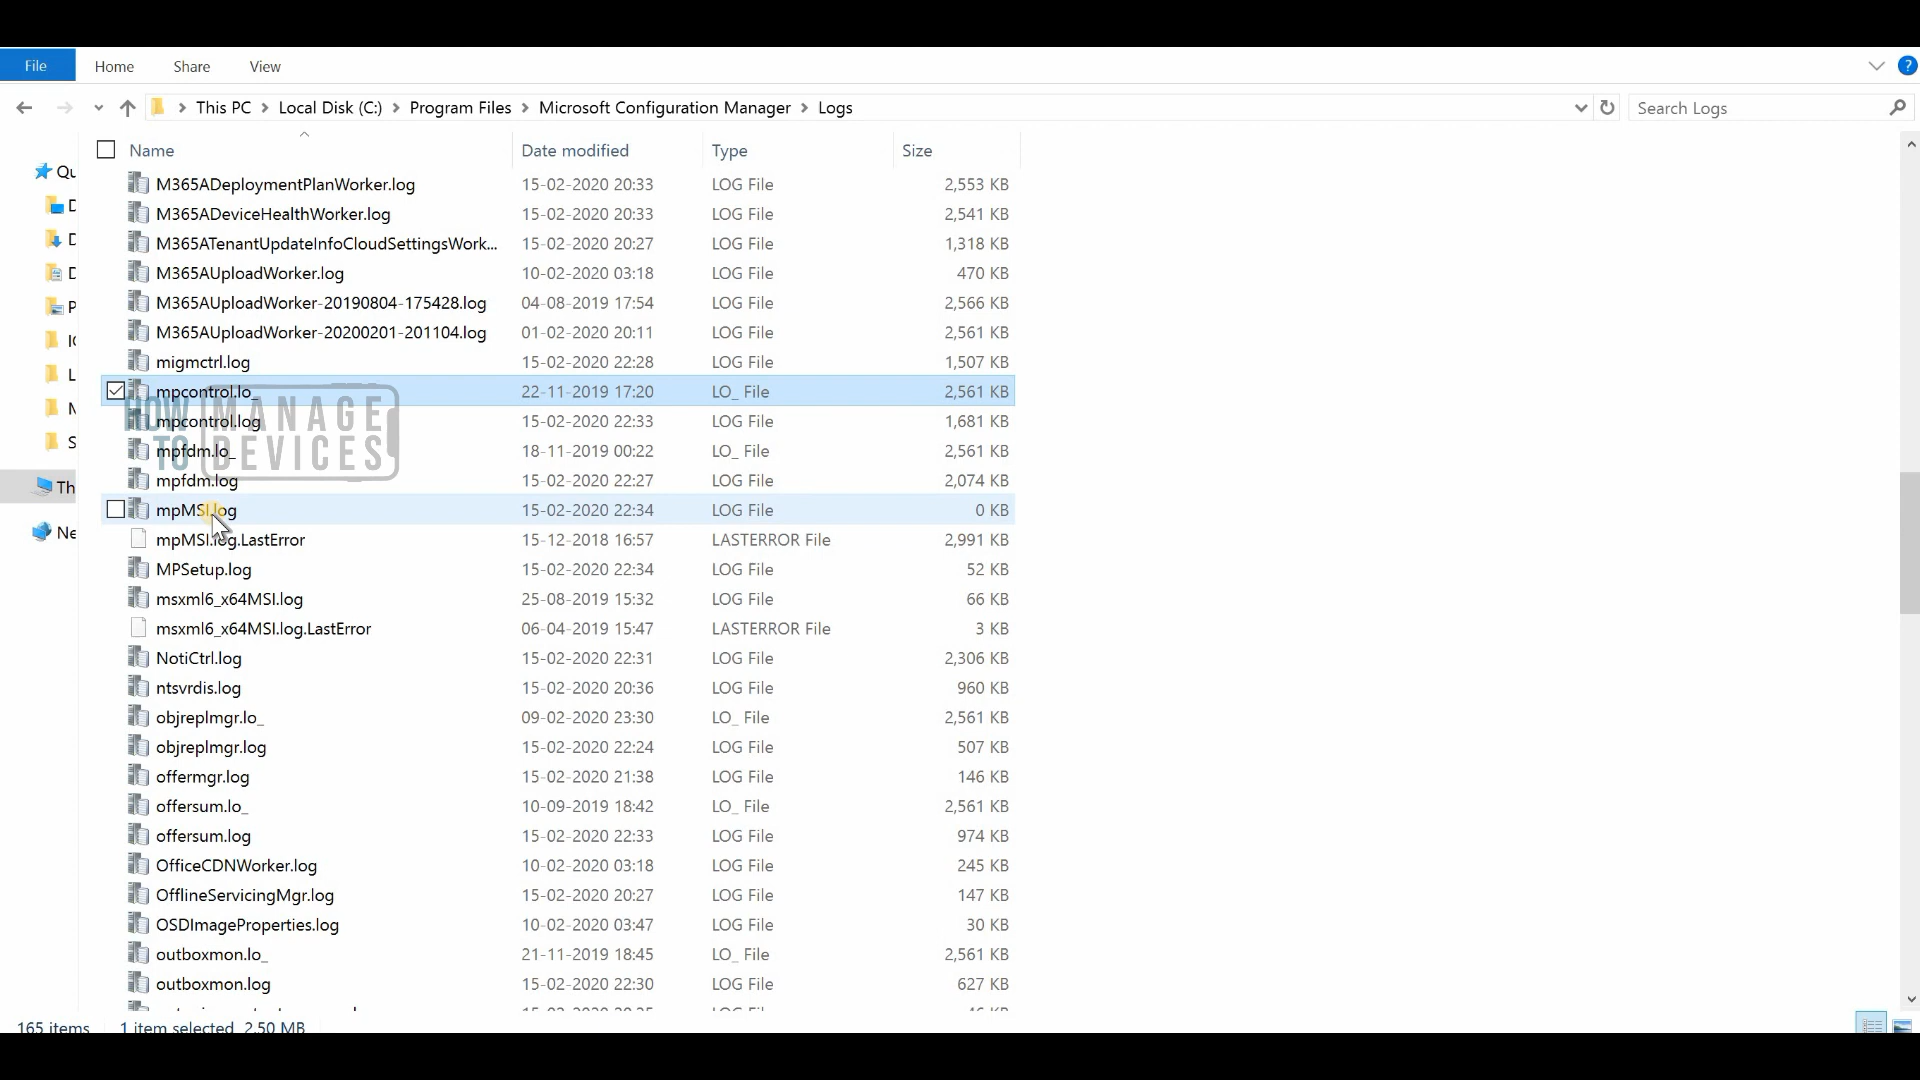 File Home Share View
This PC Local Disk (C:) Program Files Microsoft Configuration Manager Logs Search Logs
Name Date modified Type Size
M365ADeploymentPlanWorker.log 15-02-2020 20:33 LOG File 2,553 KB
M365ADeviceHealthWorker.log 15-02-2020 20:33 LOG File 2,541 KB
M365ATenantUpdateInfoCloudSettingsWork... 15-02-2020 20:27 LOG File 1,318 KB
M365AUploadWorker.log 10-02-2020 03:18 LOG File 470 KB
M365AUploadWorker-20190804-175428.log 04-08-2019 17:54 LOG File 2,566 KB
M365AUploadWorker-20200201-201104.log 01-02-2020 20:11 LOG File 2,561 KB
migmctrl.log 15-02-2020 22:28 LOG File 1,507 KB
mpcontrol.lo_ 22-11-2019 17:20 LO_ File 2,561 KB
mpcontrol.log 15-02-2020 22:33 LOG File 1,681 KB
mpfdm.lo_ 18-11-2019 00:22 LO_ File 2,561 KB
mpfdm.log 15-02-2020 22:27 LOG File 2,074 KB
HOW TO MANAGE DEVICES
mpMSI.log 15-02-2020 22:34 LOG File 0 KB
mpMSI.log.LastError 15-12-2018 16:57 LASTERROR File 2,991 KB
MPSetup.log 15-02-2020 22:34 LOG File 52 KB
msxml6_x64MSI.log 25-08-2019 15:32 LOG File 66 KB
msxml6_x64MSI.log.LastError 06-04-2019 15:47 LASTERROR File 3 KB
NotiCtrl.log 15-02-2020 22:31 LOG File 2,306 KB
ntsvrdis.log 15-02-2020 20:36 LOG File 960 KB
objreplmgr.lo_ 09-02-2020 23:30 LO_ File 2,561 KB
objreplmgr.log 15-02-2020 22:24 LOG File 507 KB
offermgr.log 15-02-2020 21:38 LOG File 146 KB
offersum.lo_ 10-09-2019 18:42 LO_ File 2,561 KB
offersum.log 15-02-2020 22:33 LOG File 974 KB
OfficeCDNWorker.log 10-02-2020 03:18 LOG File 245 KB
OfflineServicingMgr.log 15-02-2020 20:27 LOG File 147 KB
OSDImageProperties.log 10-02-2020 03:47 LOG File 30 KB
outboxmon.lo_ 21-11-2019 18:45 LO_ File 2,561 KB
outboxmon.log 15-02-2020 22:30 LOG File 627 KB
165 items 1 item selected 2.50 MB